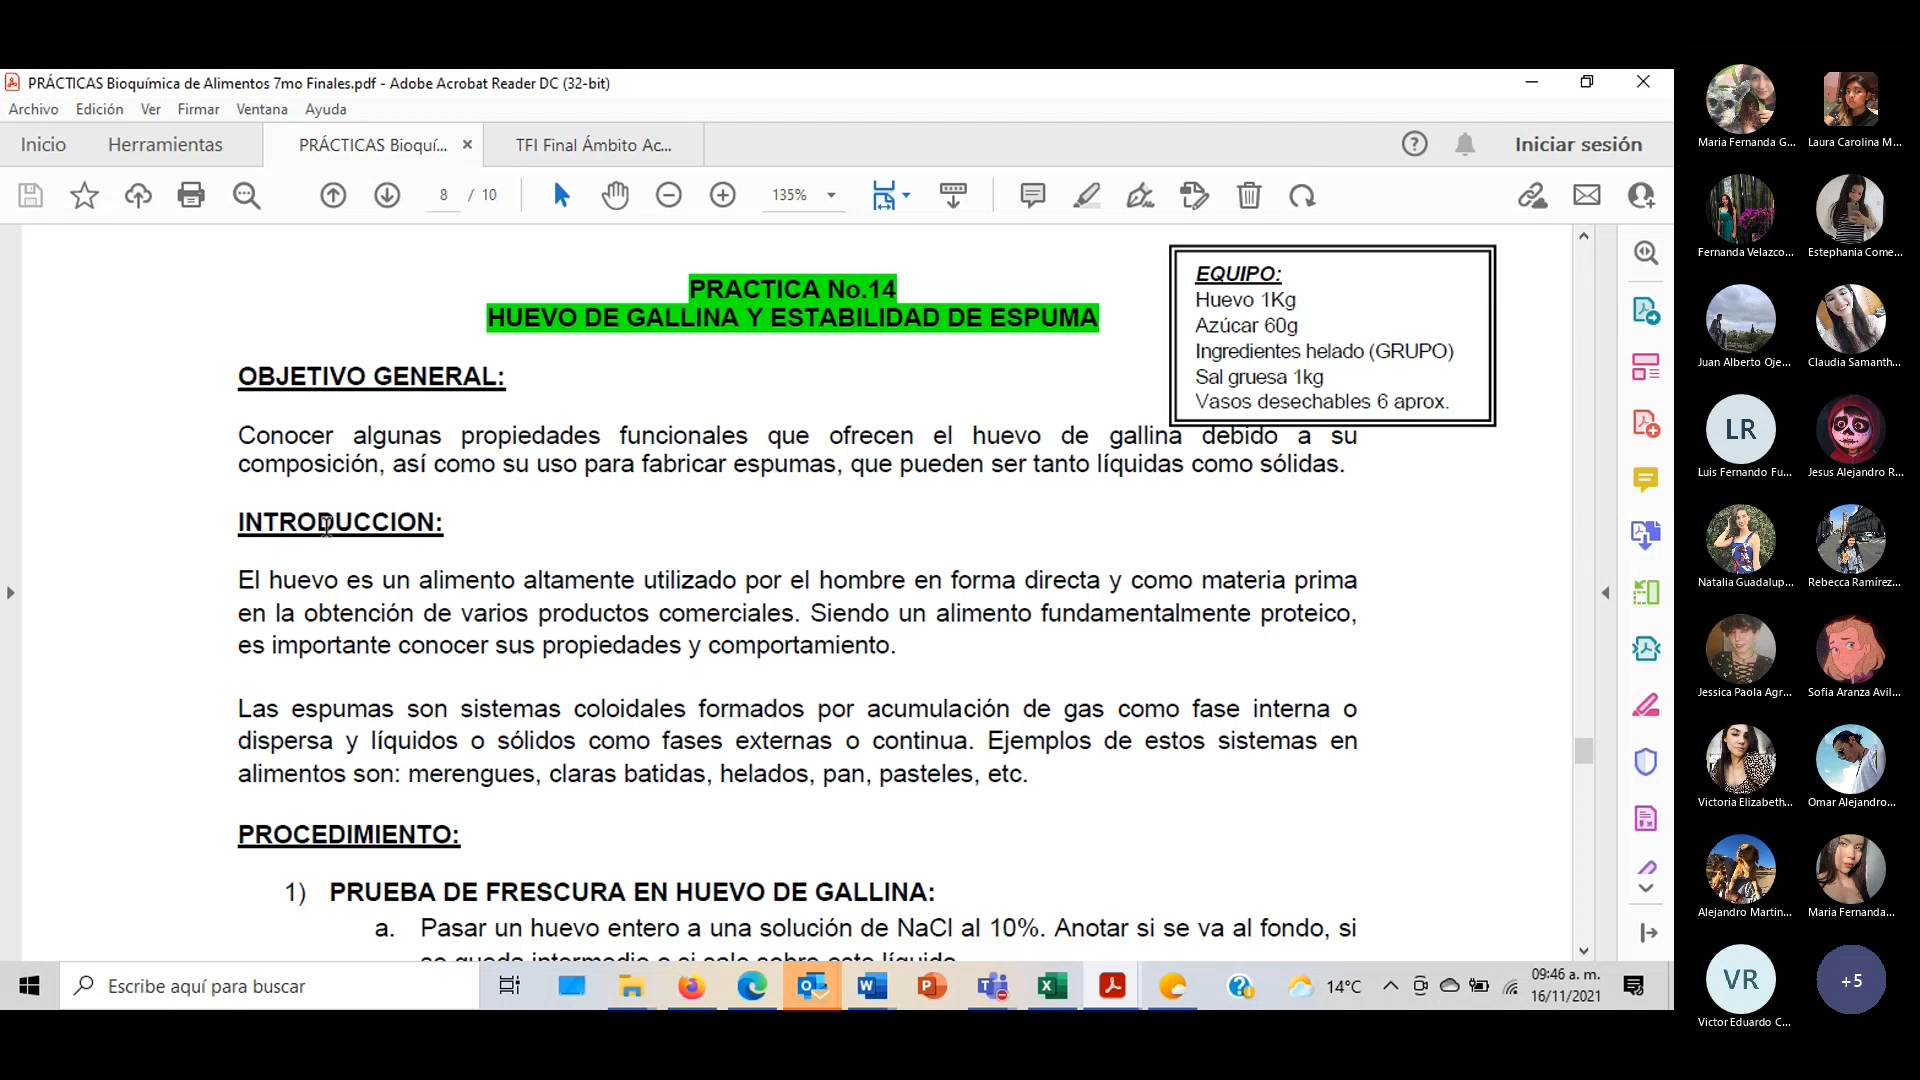 PRÁCTICAS Bioquímica de Alimentos 7mo Finales.pdf - Adobe Acrobat Reader DC (32-bit)
Archivo Edición Ver Firmar Ventana Ayuda
Inicio Herramientas PRÁCTICAS Bioquí... × TFI Final Ámbito Ac... Iniciar sesión
8 / 10 135%
PRACTICA No.14
HUEVO DE GALLINA Y ESTABILIDAD DE ESPUMA
EQUIPO:
Huevo 1Kg
Azúcar 60g
Ingredientes helado (GRUPO)
Sal gruesa 1kg
Vasos desechables 6 aprox.
OBJETIVO GENERAL:
Conocer algunas propiedades funcionales que ofrecen el huevo de gallina debido a su
composición, así como su uso para fabricar espumas, que pueden ser tanto líquidas como sólidas.
INTRODUCCION:
El huevo es un alimento altamente utilizado por el hombre en forma directa y como materia prima
en la obtención de varios productos comerciales. Siendo un alimento fundamentalmente proteico,
es importante conocer sus propiedades y comportamiento.
Las espumas son sistemas coloidales formados por acumulación de gas como fase interna o
dispersa y líquidos o sólidos como fases externas o continua. Ejemplos de estos sistemas en
alimentos son: merengues, claras batidas, helados, pan, pasteles, etc.
PROCEDIMIENTO:
1) PRUEBA DE FRESCURA EN HUEVO DE GALLINA:
a. Pasar un huevo entero a una solución de NaCl al 10%. Anotar si se va al fondo, si
se queda intermedio o si sale sobre este líquido.
Escribe aquí para buscar
14°C
09:46 a. m.
16/11/2021
Maria Fernanda G... Laura Carolina M...
Fernanda Velazco... Estephania Come...
Juan Alberto Oje... Claudia Samanth...
LR
Luis Fernando Fu... Jesus Alejandro R...
Natalia Guadalup... Rebecca Ramírez...
Jessica Paola Agr... Sofia Aranza Avil...
Victoria Elizabeth... Omar Alejandro...
Alejandro Martin... Maria Fernanda...
VR +5
Victor Eduardo C...